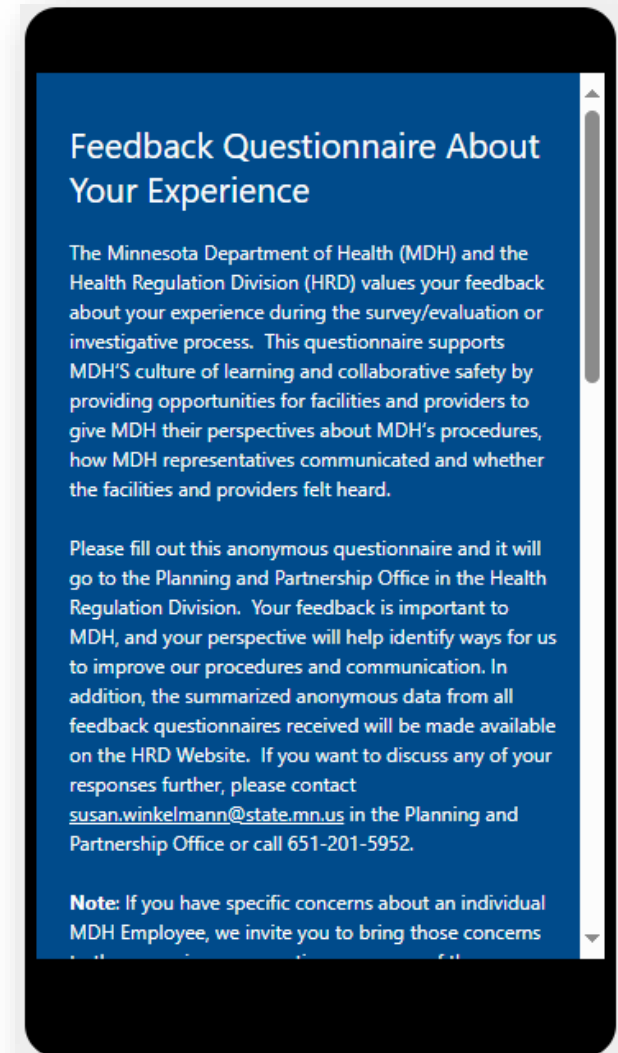 Feedback Questionnaire About
Your Experience
The Minnesota Department of Health (MDH) and the
Health Regulation Division (HRD) values your feedback
about your experience during the survey/evaluation or
investigative process.  This questionnaire supports
MDH'S culture of learning and collaborative safety by
providing opportunities for facilities and providers to
give MDH their perspectives about MDH's procedures,
how MDH representatives communicated and whether
the facilities and providers felt heard.
Please fill out this anonymous questionnaire and it will
go to the Planning and Partnership Office in the Health
Regulation Division.  Your feedback is important to
MDH, and your perspective will help identify ways for us
to improve our procedures and communication. In
addition, the summarized anonymous data from all
feedback questionnaires received will be made available
on the HRD Website.  If you want to discuss any of your
responses further, please contact
susan.winkelmann@state.mn.us in the Planning and
Partnership Office or call 651-201-5952.
Note: If you have specific concerns about an individual
MDH Employee, we invite you to bring those concerns